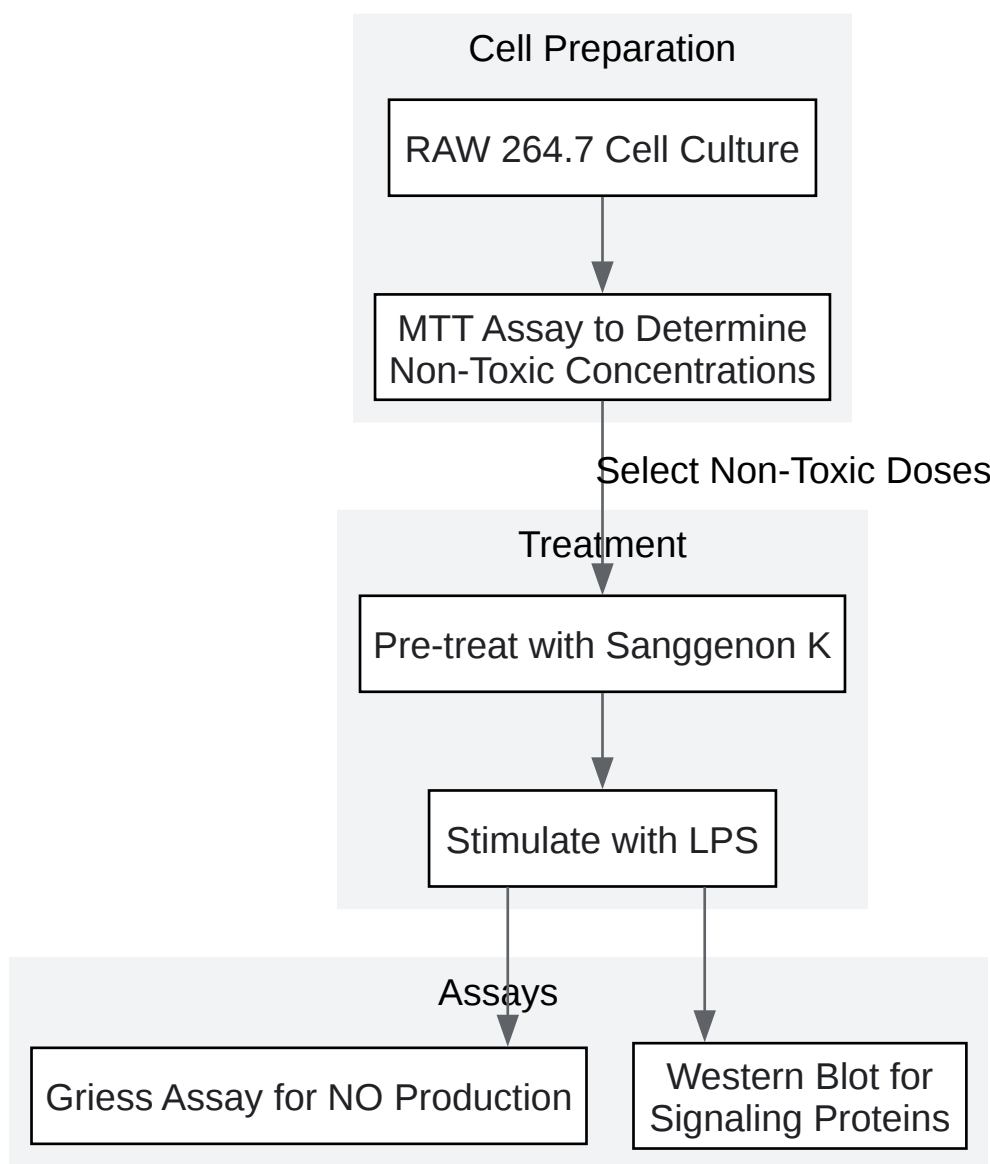 Cell Preparation
RAW 264.7 Cell Culture
MTT Assay to Determine
Non-Toxic Concentrations
Select Non-Toxic Doses
Treatment
Pre-treat with Sanggenon K
Stimulate with LPS
Assays
Griess Assay for NO Production
Western Blot for
Signaling Proteins